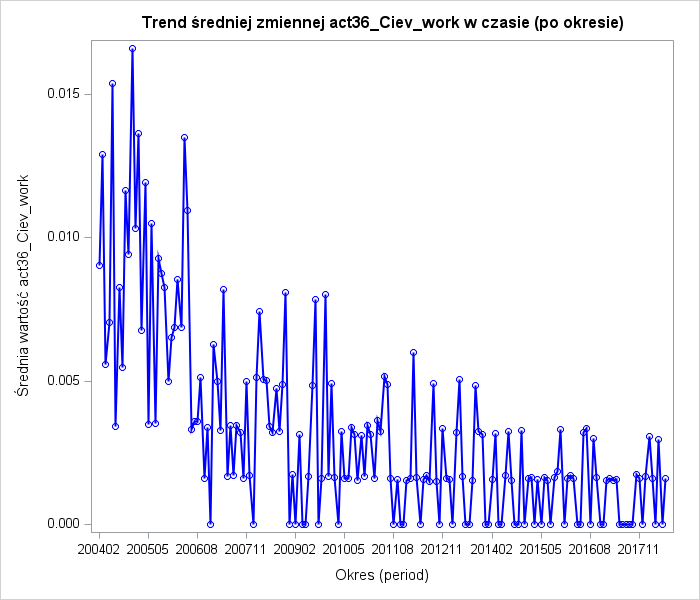 Trend średniej zmiennej act36_Ciev_work w czasie (po okresie)
Średnia wartość act36_Ciev_work
0.015
0.010
0.005
0.000
200402 200505 200608 200711 200902 201005 201108 201211 201402 201505 201608 201711
Okres (period)